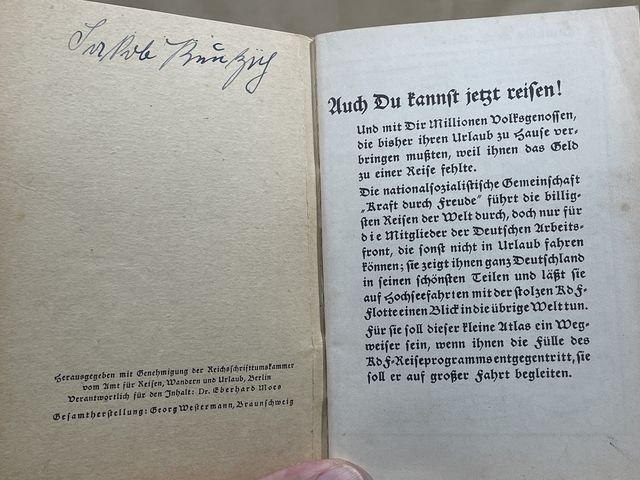 Jakob
Herausgegeben mit Genehmigung der Reichsschrifttumskammer
vom Amt für Reisen, Wandern und Urlaub, Berlin
Verantwortlich für den Inhalt: Dr. Eberhard Moes
Gesamtherstellung: Georg Westermann, Braunschweig
Auch Du kannst jetzt reisen!
Und mit Dir Millionen Volksgenossen,
die bisher ihren Urlaub zu Hause ver-
bringen mußten, weil ihnen das Geld
zu einer Reise fehlte.
Die nationalsozialistische Gemeinschaft
„Kraft durch Freude" führt die billig-
sten Reisen der Welt durch, doch nur für
die Mitglieder der Deutschen Arbeits-
front, die sonst nicht in Urlaub fahren
können; sie zeigt ihnen ganz Deutschland
in seinen schönsten Teilen und läßt sie
auf Hochseefahrten mit der stolzen KdF-
Flotte einen Blick in die übrige Welt tun.
Für sie soll dieser kleine Atlas ein Weg-
weiser sein, wenn ihnen die Fülle des
KdF-Reiseprogramms entgegentritt, sie
soll er auf großer Fahrt begleiten.